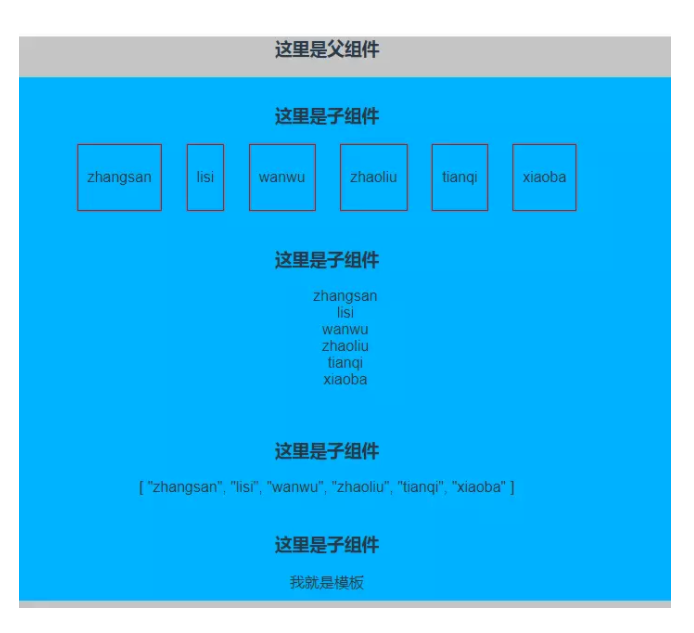 这里是父组件
这里是子组件
zhangsan lisi wanwu zhaoliu tianqi xiaoba
这里是子组件
zhangsan
lisi
wanwu
zhaoliu
tianqi
xiaoba
这里是子组件
[ "zhangsan", "lisi", "wanwu", "zhaoliu", "tianqi", "xiaoba" ]
这里是子组件
我就是模板